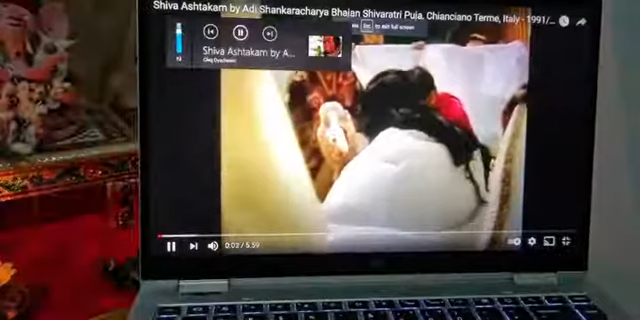 Shiva Ashtakam by Adi Shankaracharya Bhajan Shivaratri Puja, Chianciano Terme, Italy - 1991/...
to exit full screen
Shiva Ashtakam by A...
0:02 / 5:59